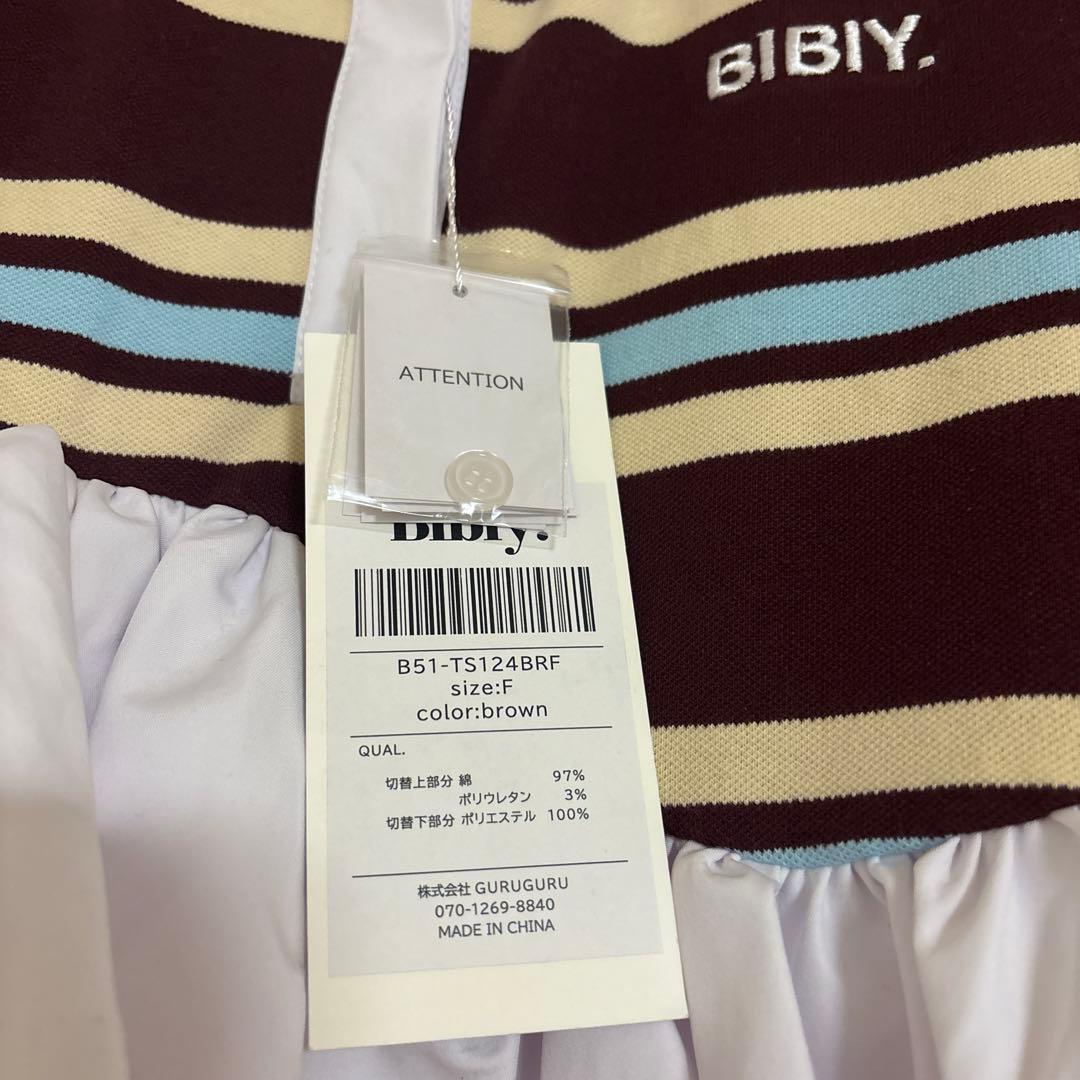 BIBIY.
ATTENTION
Bibiy.
B51-TS124BRF
size:F
color:brown
QUAL.
切替上部分 綿 97%
ポリウレタン 3%
切替下部分 ポリエステル 100%
株式会社 GURUGURU
070-1269-8840
MADE IN CHINA